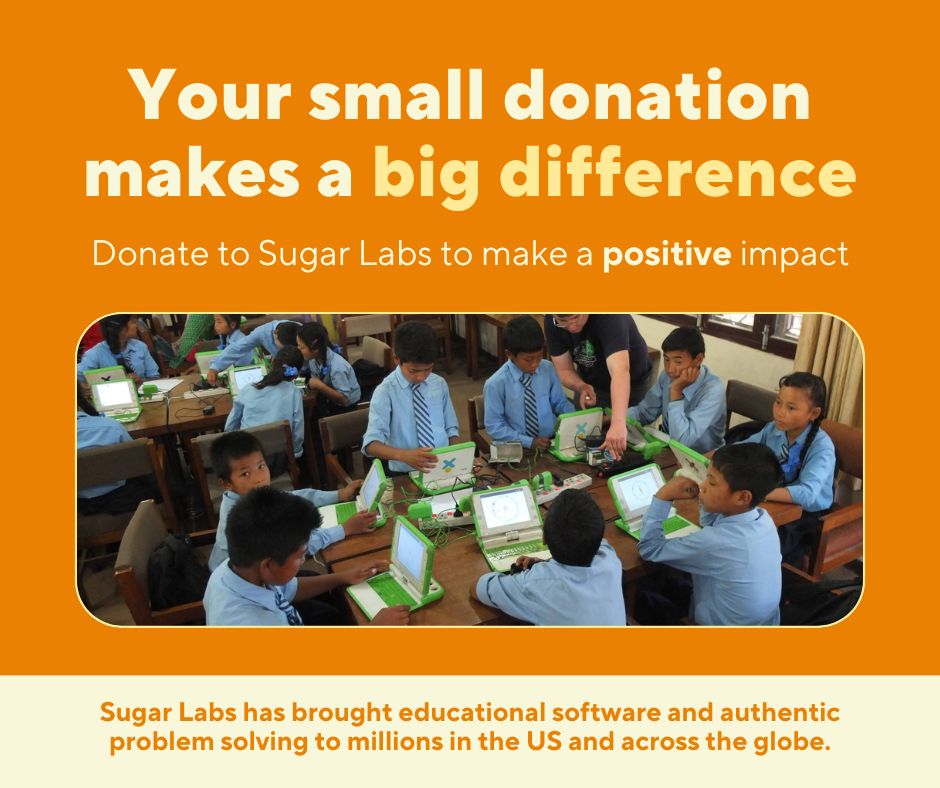 Your small donation
makes a big difference
Donate to Sugar Labs to make a positive impact
Sugar Labs has brought educational software and authentic
problem solving to millions in the US and across the globe.